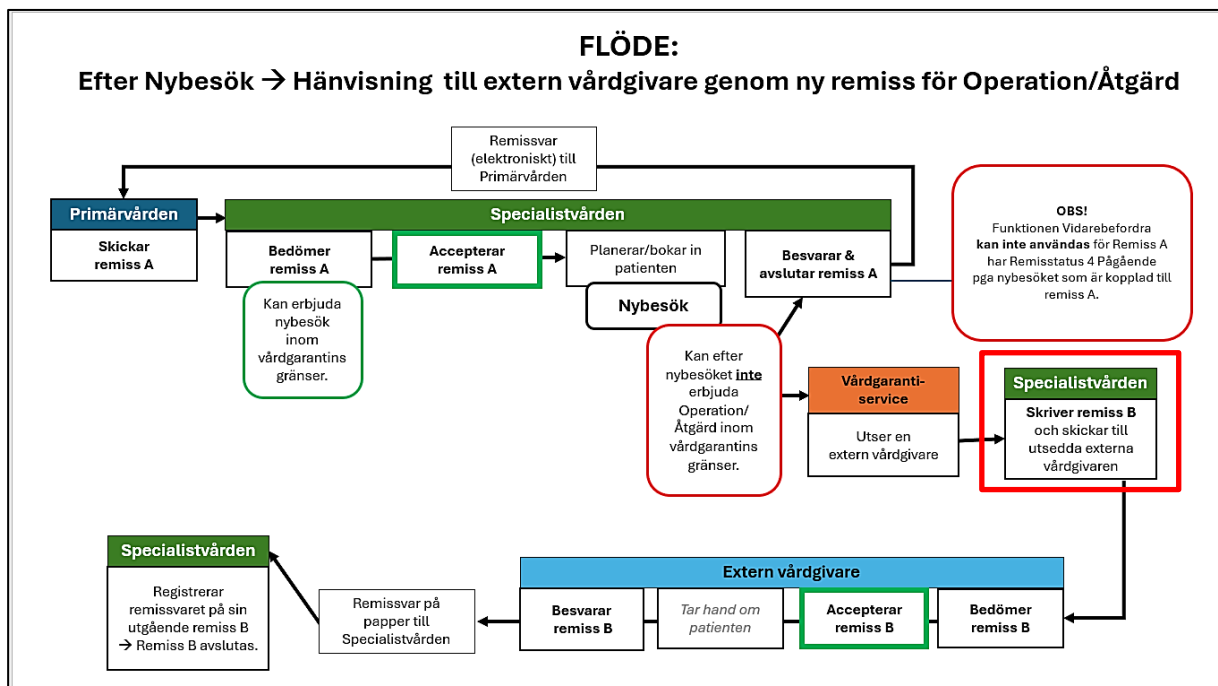 FLÖDE:
Efter Nybesök → Hänvisning till extern vårdgivare genom ny remiss för Operation/Åtgärd
Remissvar
(elektroniskt) till
Primärvården
Primärvården
Skickar
remiss A
Specialistvården
Bedömer
remiss A
Accepterar
remiss A
Planerar/bokar in
patienten
Besvarar &
avslutar remiss A
Kan erbjuda
nybesök
inom
vårdgarantins
gränser.
Nybesök
OBS!
Funktionen Vidarebefordra
kan inte användas för Remiss A
har Remisstatus 4 Pågående
pga nybesöket som är kopplad till
remiss A.
Kan efter
nybesöket inte
erbjuda
Operation/
Åtgärd inom
vårdgarantins
gränser.
Vårdgaranti-
service
Utser en
extern vårdgivare
Specialistvården
Skriver remiss B
och skickar till
utsedda externa
vårdgivaren
Specialistvården
Registrerar
remissvaret på sin
utgående remiss B
→ Remiss B avslutas.
Remissvar på
papper till
Specialistvården
Extern vårdgivare
Besvarar
remiss B
Tar hand om
patienten
Accepterar
remiss B
Bedömer
remiss B